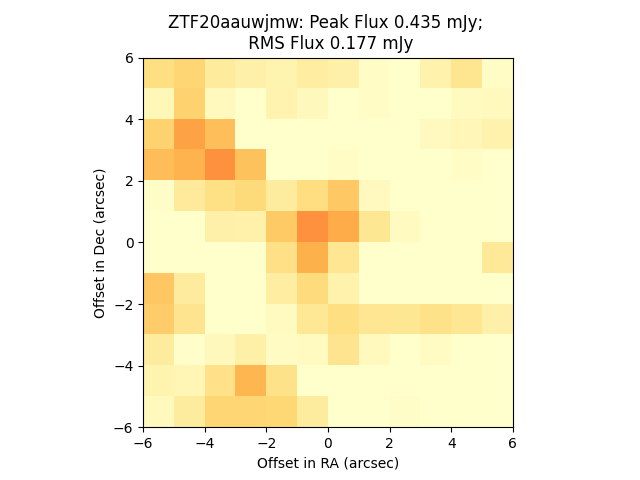 ZTF20aauwjmw: Peak Flux 0.435 mJy;
RMS Flux 0.177 mJy
6
4
2
0
−2
−4
−6
Offset in Dec (arcsec)
−6 −4 −2 0 2 4 6
Offset in RA (arcsec)